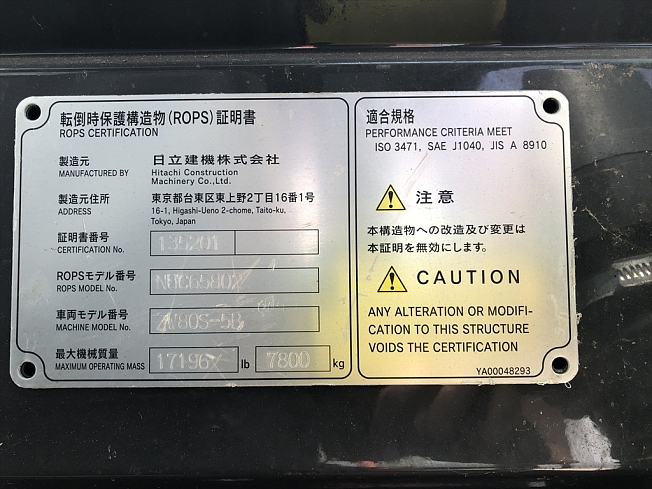 転倒時保護構造物(ROPS)証明書
ROPS CERTIFICATION
製造元 日立建機株式会社
MANUFACTURED BY Hitachi Construction
Machinery Co.,Ltd.
製造元住所 東京都台東区東上野2丁目16番1号
ADDRESS 16-1, Higashi-Ueno 2-chome, Taito-ku,
Tokyo, Japan
証明書番号
CERTIFICATION No. 135201
ROPSモデル番号
ROPS MODEL No.
車両モデル番号
MACHINE MODEL No.
最大機械質量
MAXIMUM OPERATING MASS 17196 lb 7800 kg
適合規格
PERFORMANCE CRITERIA MEET
ISO 3471, SAE J1040, JIS A 8910
注意
本構造物への改造及び変更は
本証明を無効にします。
CAUTION
ANY ALTERATION OR MODIFI-
CATION TO THIS STRUCTURE
VOIDS THE CERTIFICATION
YA00048293